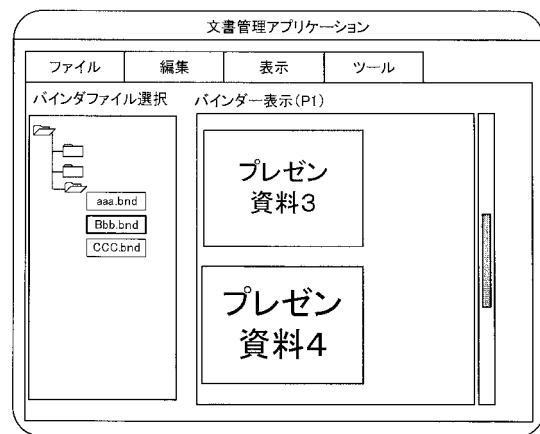 文書管理アプリケーション
ファイル 編集 表示 ツール
バインダファイル選択 バインダー表示(P1)
プレゼン
資料3
aaa.bnd
Bbb.bnd
CCC.bnd
プレゼン
資料4